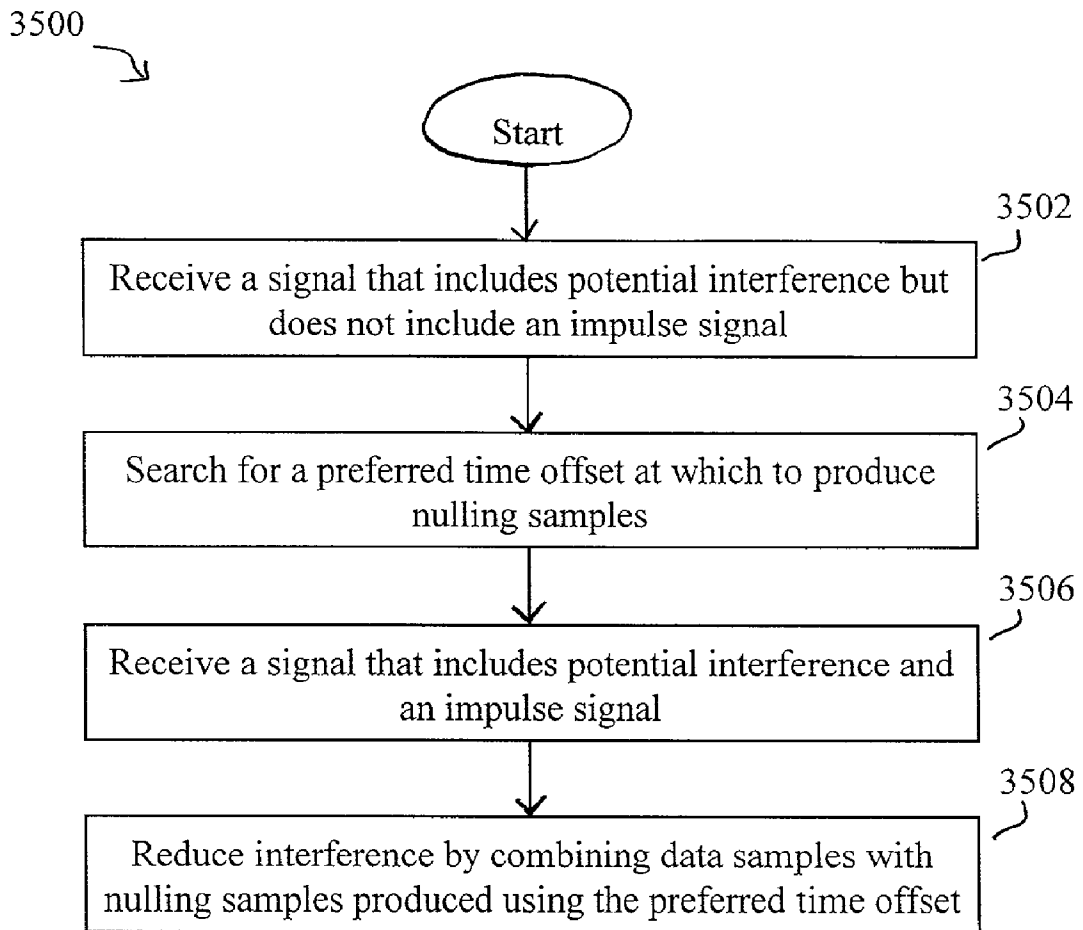 3500
Start
3502
Receive a signal that includes potential interference but
does not include an impulse signal
3504
Search for a preferred time offset at which to produce
nulling samples
3506
Receive a signal that includes potential interference and
an impulse signal
3508
Reduce interference by combining data samples with
nulling samples produced using the preferred time offset